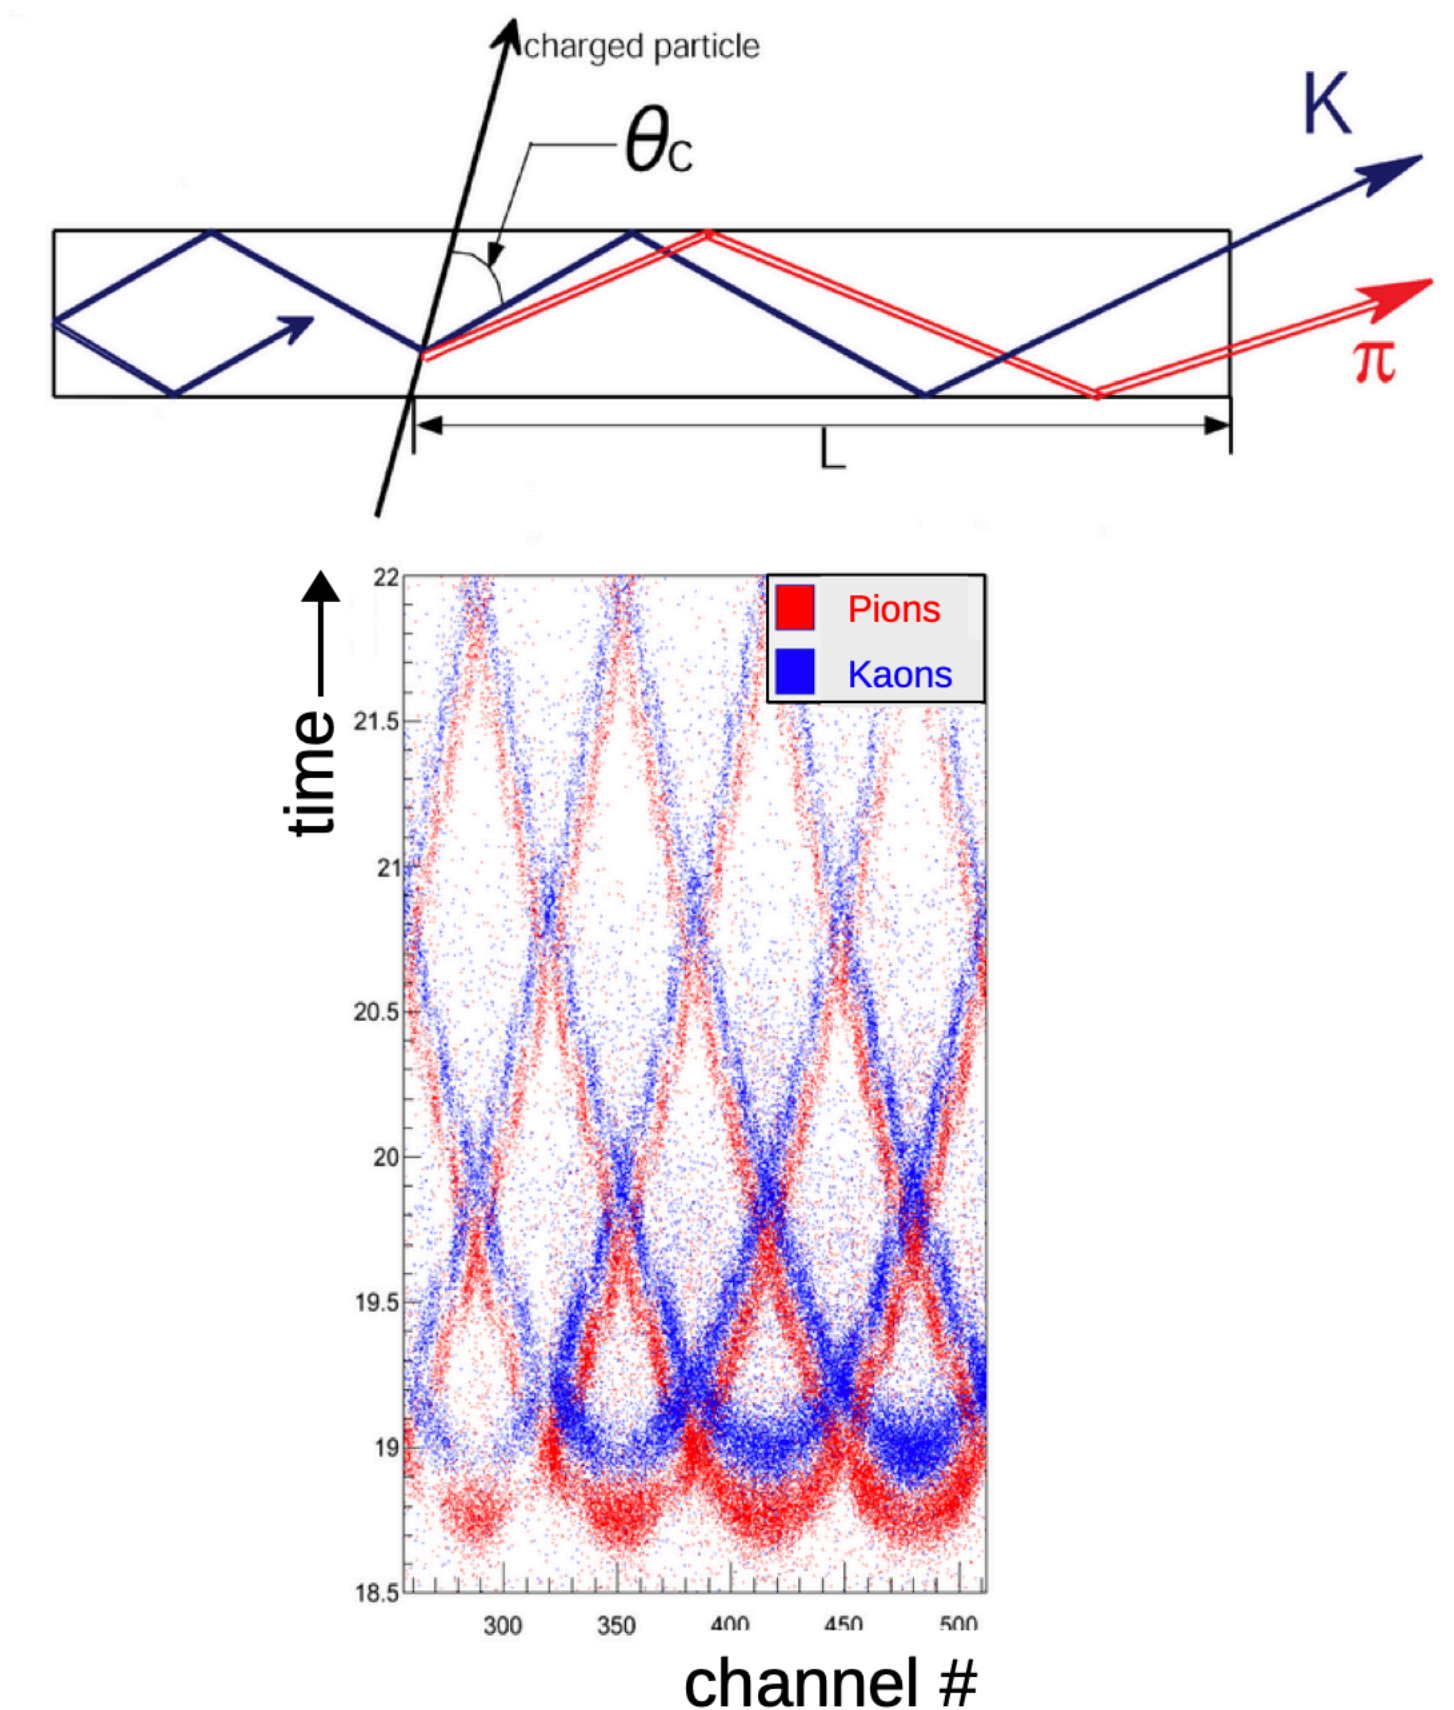 charged particle
θC
K
π
L
22
Pions
Kaons
21.5
time
21
20.5
20
19.5
19
18.5
300 350 400 450 500
channel #